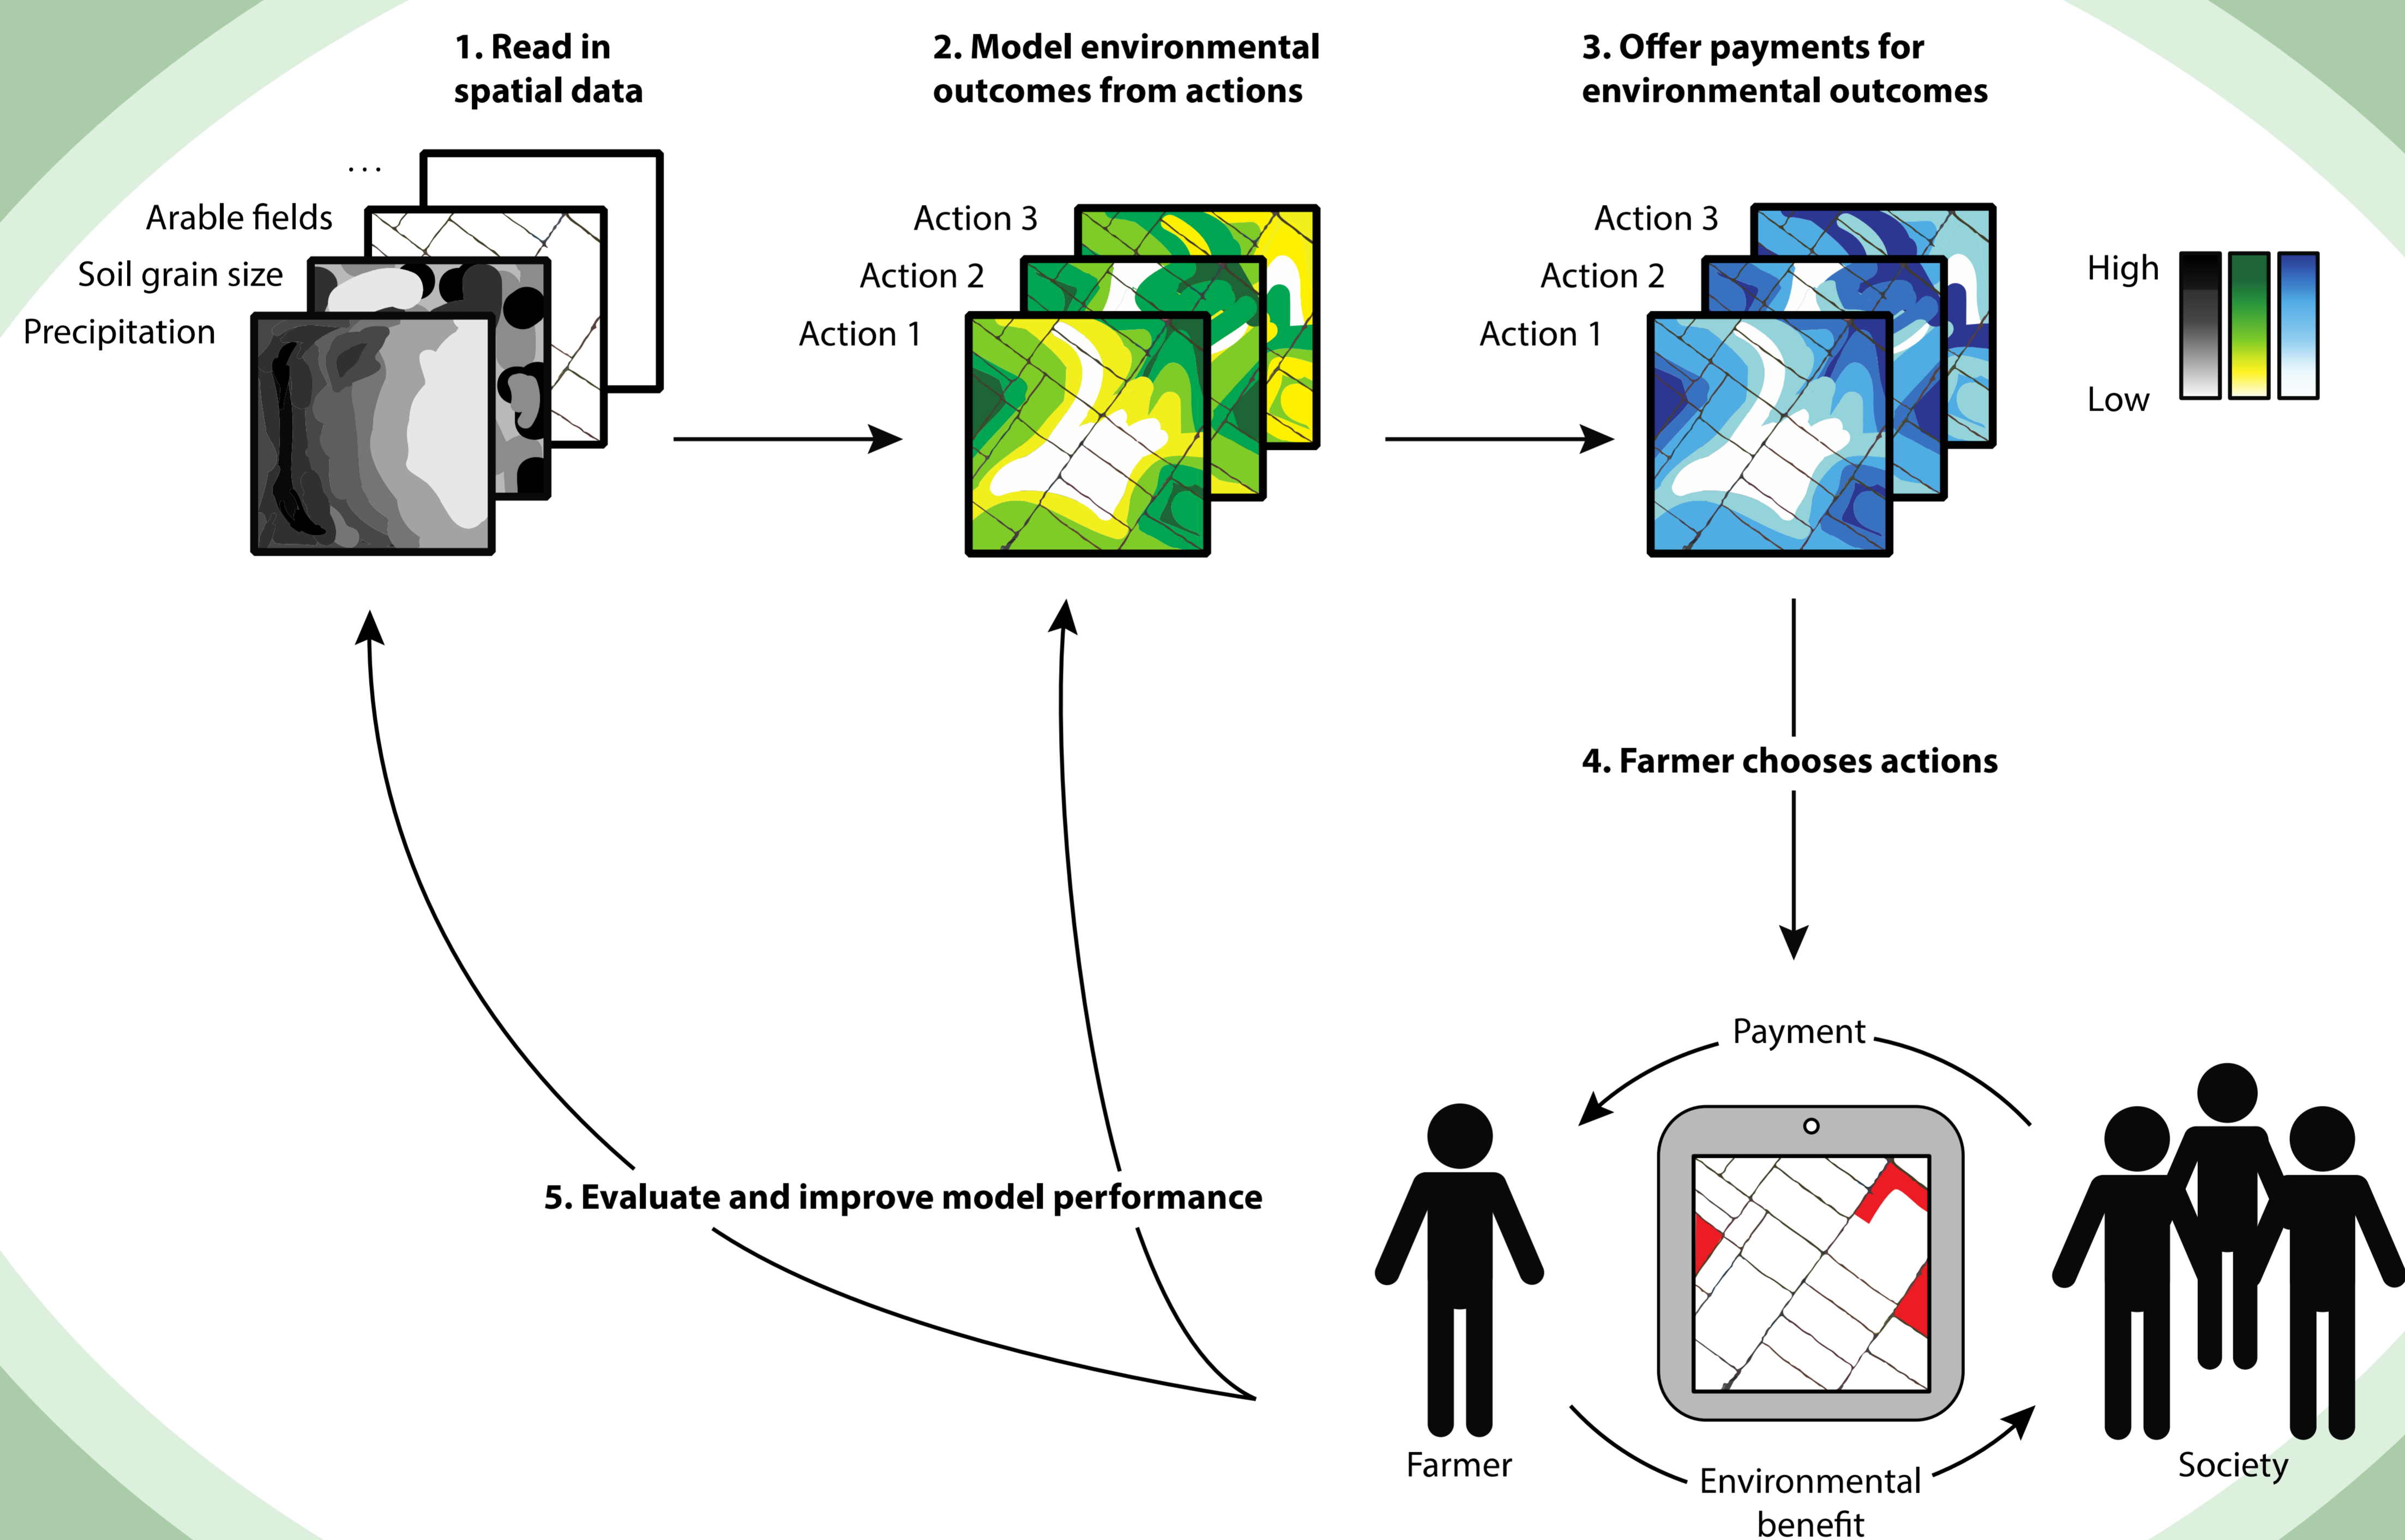 1. Read in
spatial data
2. Model environmental
outcomes from actions
3. Offer payments for
environmental outcomes
...
Arable fields
Soil grain size
Precipitation
Action 3
Action 2
Action 1
Action 3
Action 2
Action 1
High
Low
4. Farmer chooses actions
Payment
5. Evaluate and improve model performance
Farmer
Society
Environmental
benefit